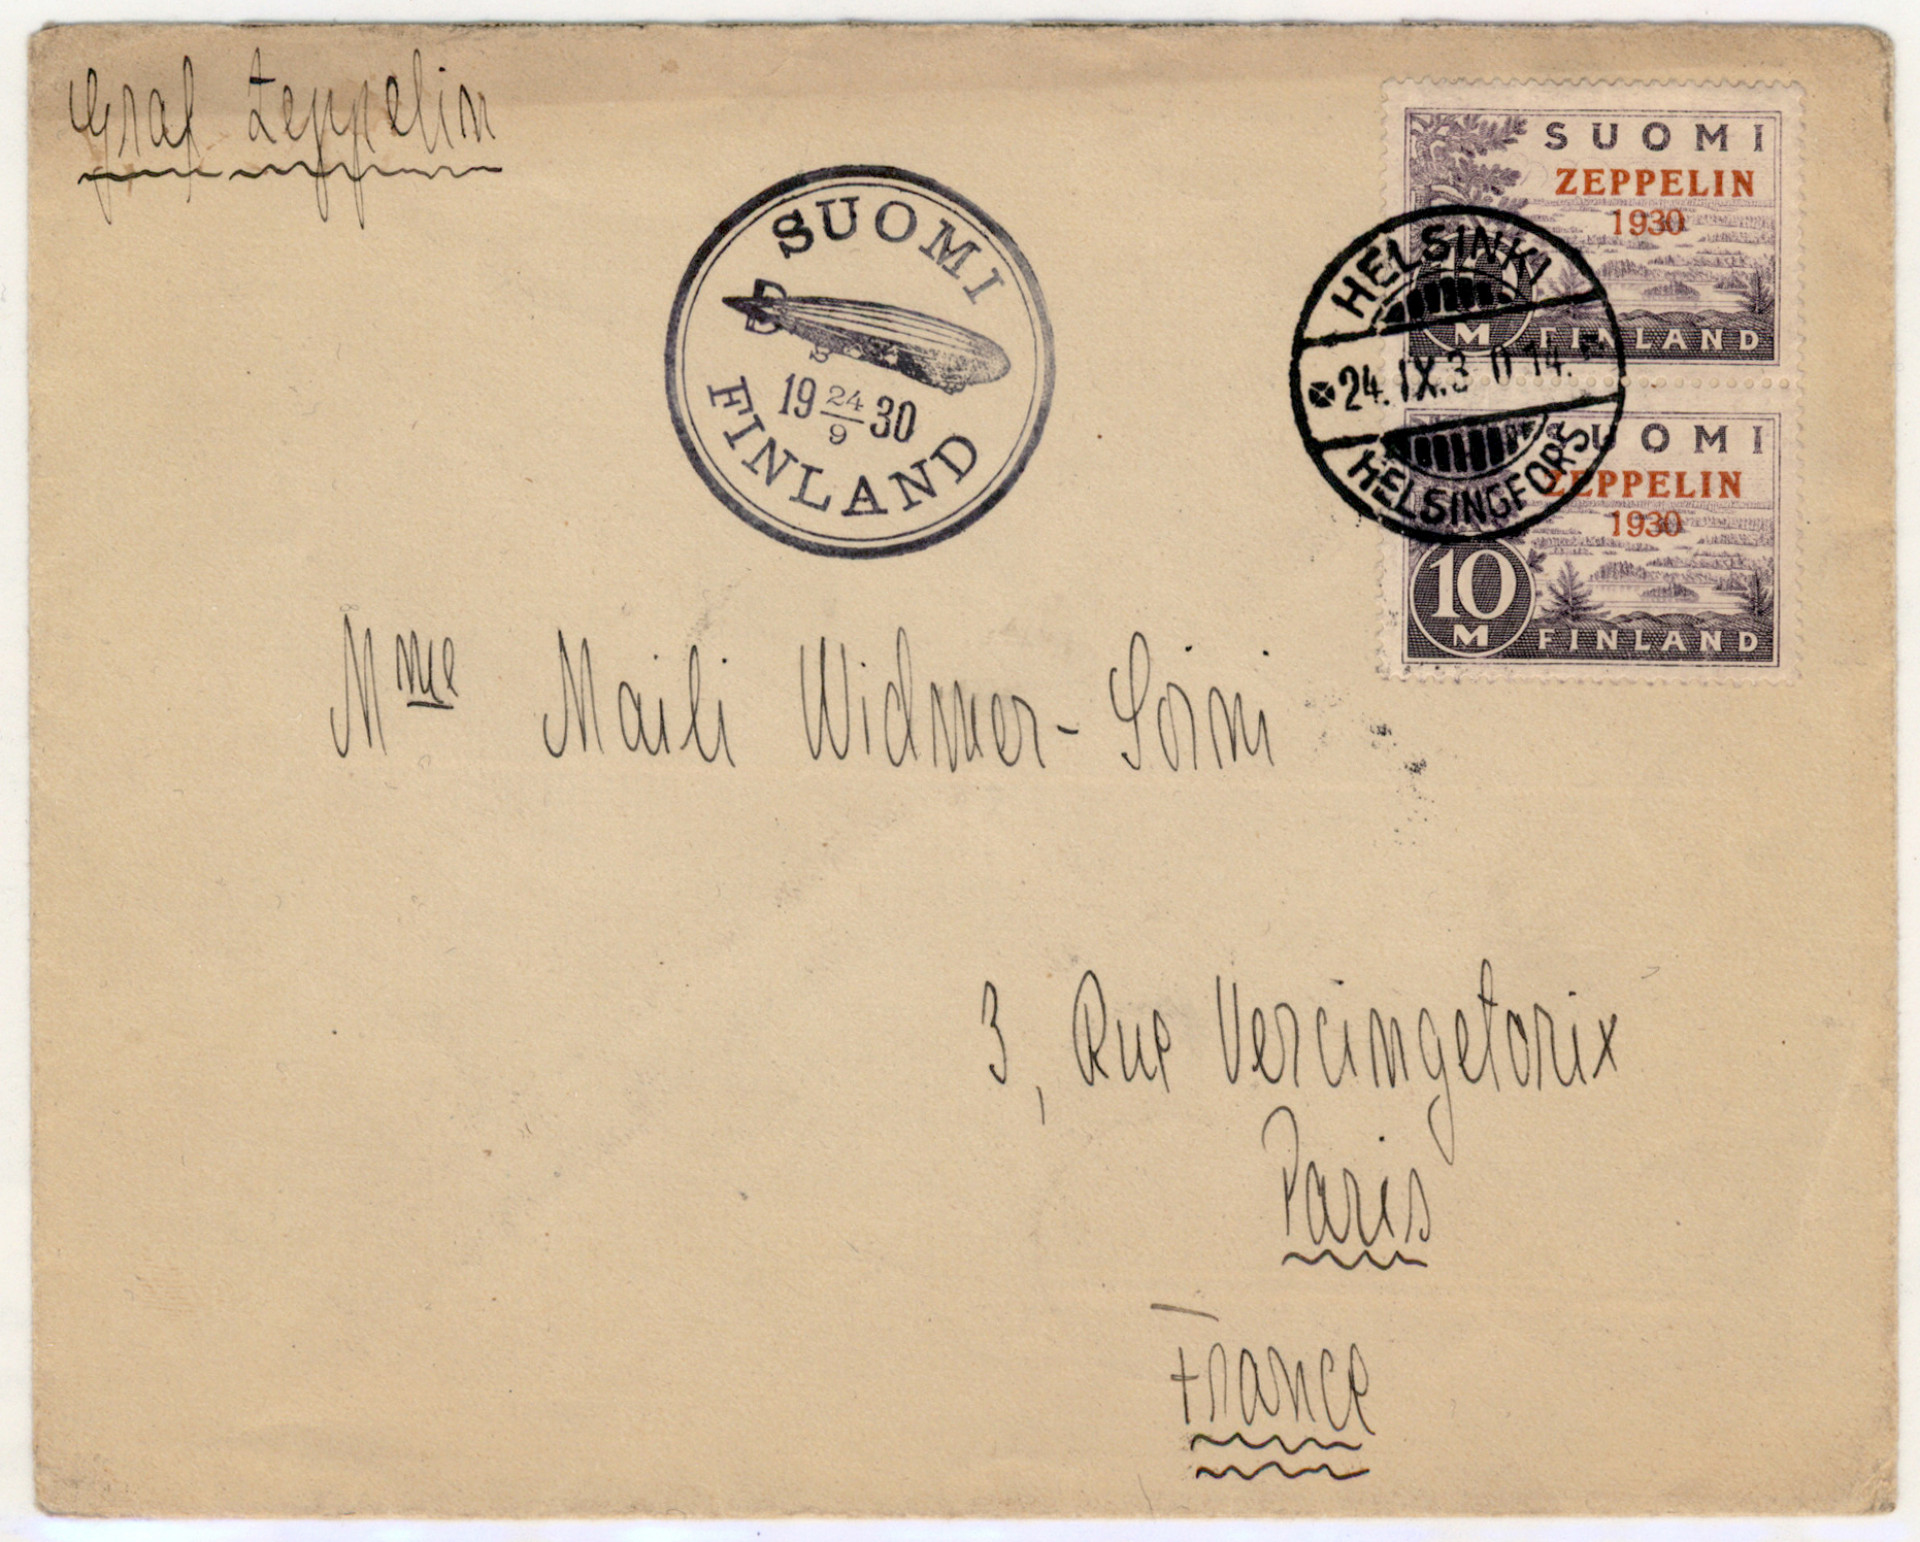 Graf Zeppelin
SUOMI
19 24/9 30
FINLAND
SUOMI
ZEPPELIN
1930
M FINLAND
HELSINKI
24.IX.30 14.
HELSINGFORS
SUOMI
ZEPPELIN
1930
10
M FINLAND
Mme Maili Widmer-Soini
3, Rue Vercingetorix
Paris
France